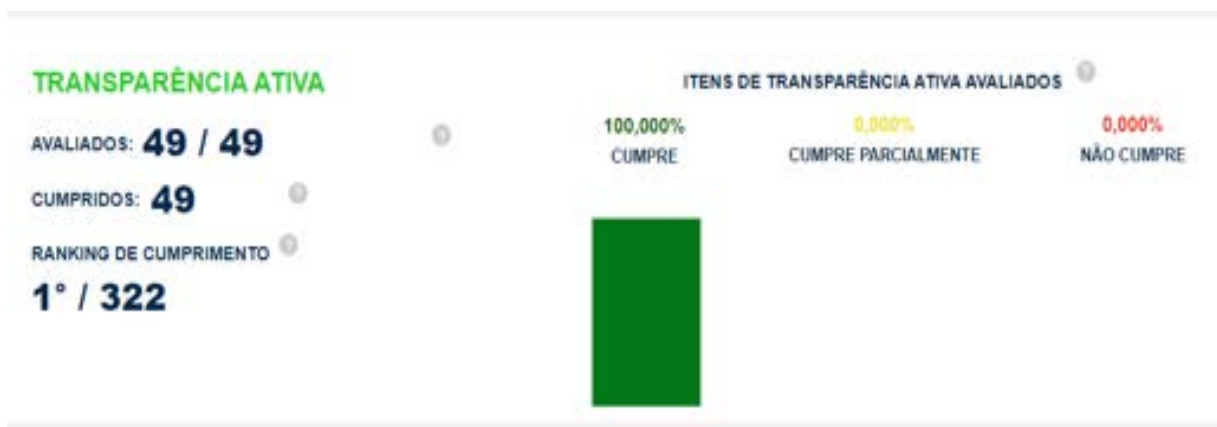 TRANSPARÊNCIA ATIVA
AVALIADOS: 49 / 49
CUMPRIDOS: 49
RANKING DE CUMPRIMENTO
1° / 322
ITENS DE TRANSPARÊNCIA ATIVA AVALIADOS
100,000% 0,000% 0,000%
CUMPRE CUMPRE PARCIALMENTE NÃO CUMPRE